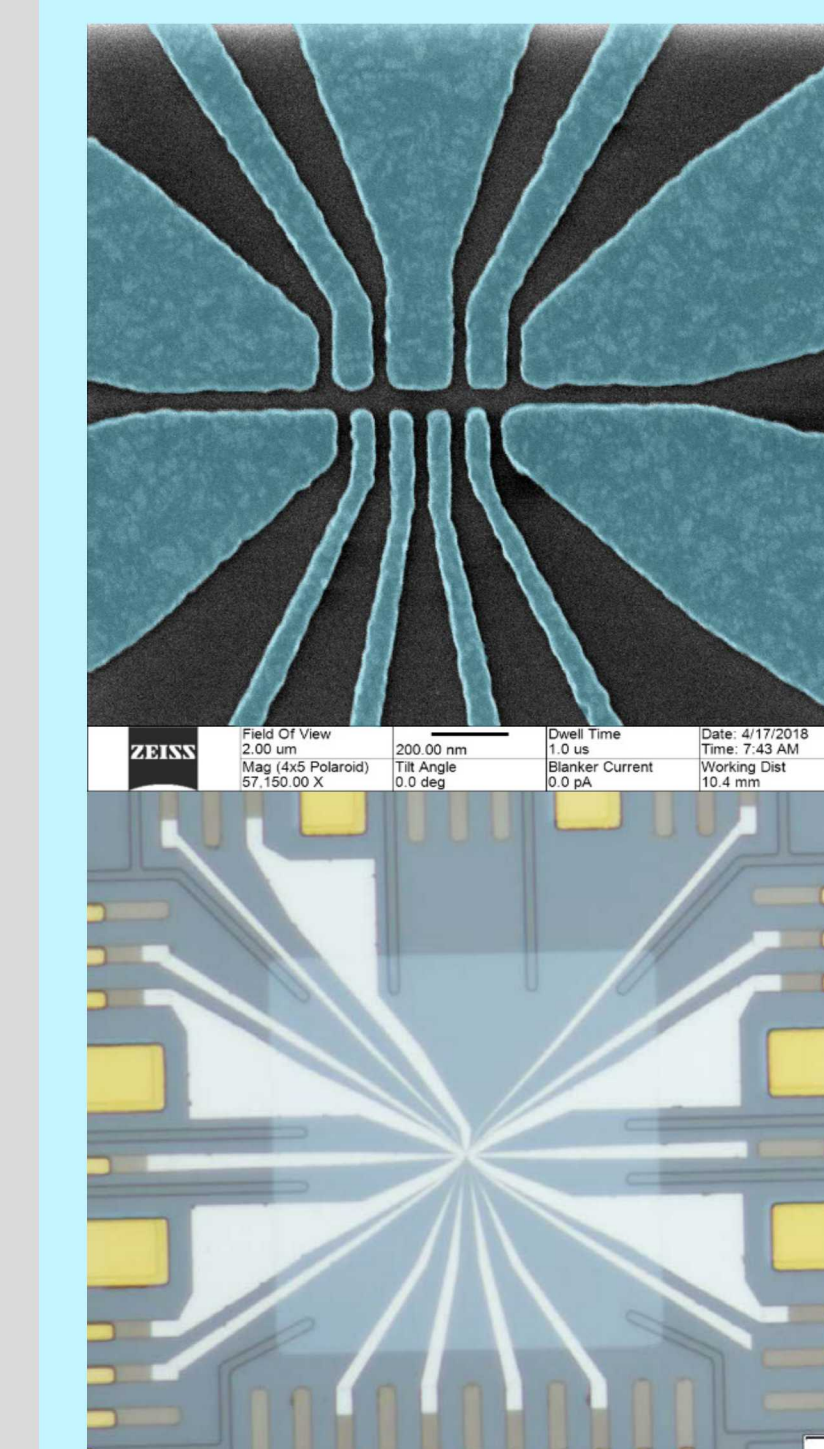 ZEISS
Field Of View
2.00 um
Mag (4x5 Polaroid)
57,150.00 X
200.00 nm
Tilt Angle
0.0 deg
Dwell Time
1.0 us
Blanker Current
0.0 pA
Date: 4/17/2018
Time: 7:43 AM
Working Dist
10.4 mm